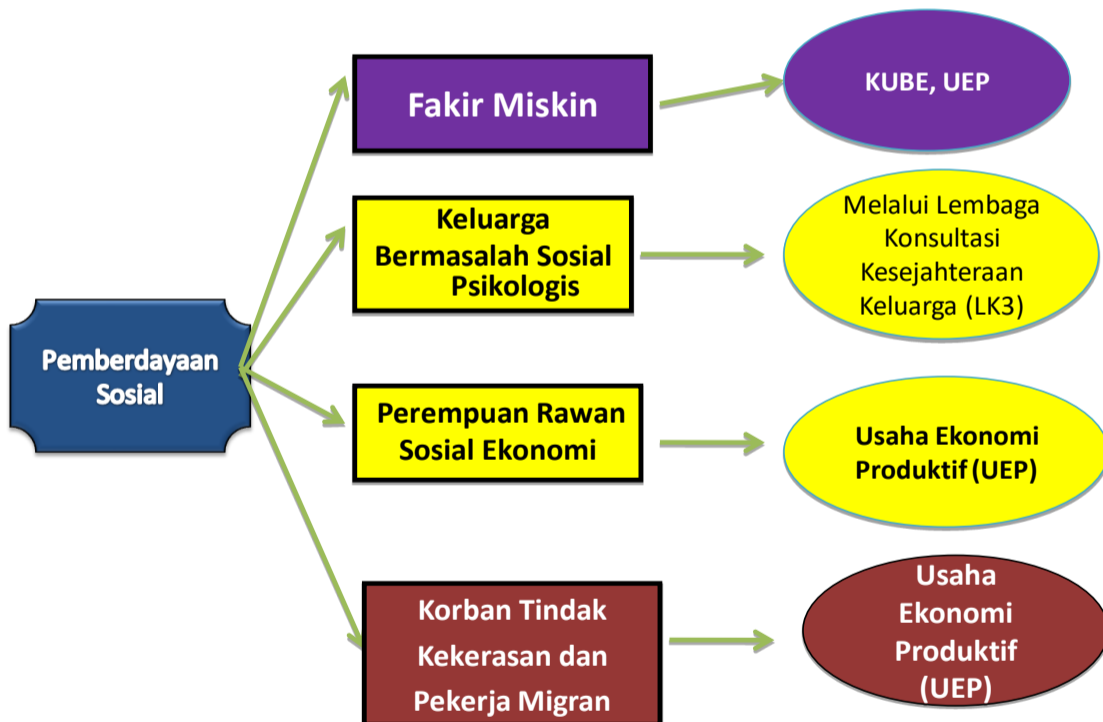 Pemberdayaan
Sosial
Fakir Miskin
KUBE, UEP
Keluarga
Bermasalah Sosial
Psikologis
Melalui Lembaga
Konsultasi
Kesejahteraan
Keluarga (LK3)
Perempuan Rawan
Sosial Ekonomi
Usaha Ekonomi
Produktif (UEP)
Korban Tindak
Kekerasan dan
Pekerja Migran
Usaha
Ekonomi
Produktif
(UEP)